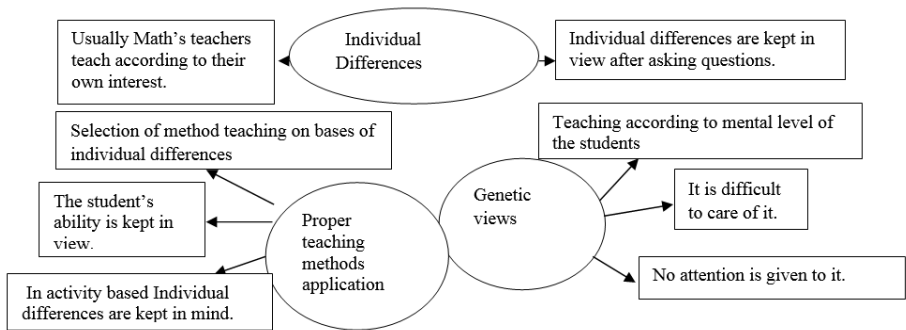 Usually Math’s teachers
teach according to their
own interest.
Individual
Differences
Individual differences are kept in
view after asking questions.
Selection of method teaching on bases of
individual differences
Teaching according to mental level of
the students
The student’s
ability is kept in
view.
Proper
teaching
methods
application
Genetic
views
It is difficult
to care of it.
In activity based Individual
differences are kept in mind.
No attention is given to it.